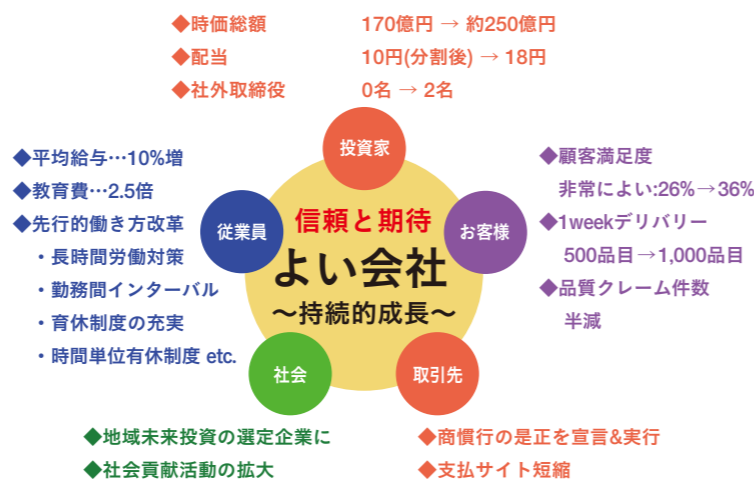 ◆時価総額 170億円 → 約250億円
◆配当 10円(分割後) → 18円
◆社外取締役 0名 → 2名
投資家
◆平均給与…10%増
◆教育費…2.5倍
◆先行的働き方改革
・長時間労働対策
・勤務間インターバル
・育休制度の充実
・時間単位有休制度 etc.
従業員
信頼と期待
よい会社
～持続的成長～
お客様
◆顧客満足度
非常によい:26%→36%
◆1weekデリバリー
500品目→1,000品目
◆品質クレーム件数
半減
社会
取引先
◆地域未来投資の選定企業に
◆社会貢献活動の拡大
◆商慣行の是正を宣言&実行
◆支払サイト短縮